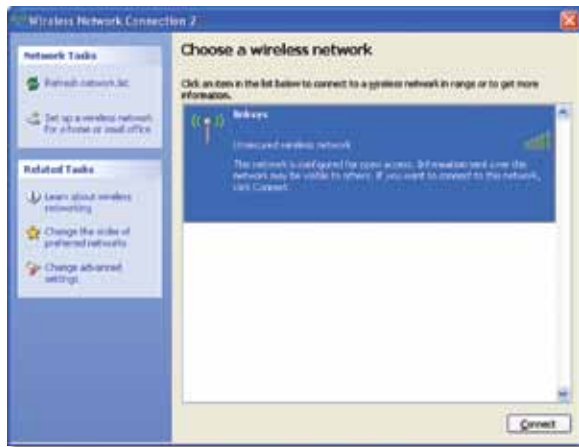 Wireless Network Connection 2
Network Tasks
Refresh network list
Set up a wireless network
for a home or small office
Related Tasks
Learn about wireless
networking
Change the order of
preferred networks
Change advanced
settings
Choose a wireless network
Click an item in the list below to connect to a wireless network in range or to get more
information.
linksys
Unsecured wireless network
This network is configured for open access. Information sent over this
network may be visible to others. If you want to connect to this network,
click Connect.
Connect